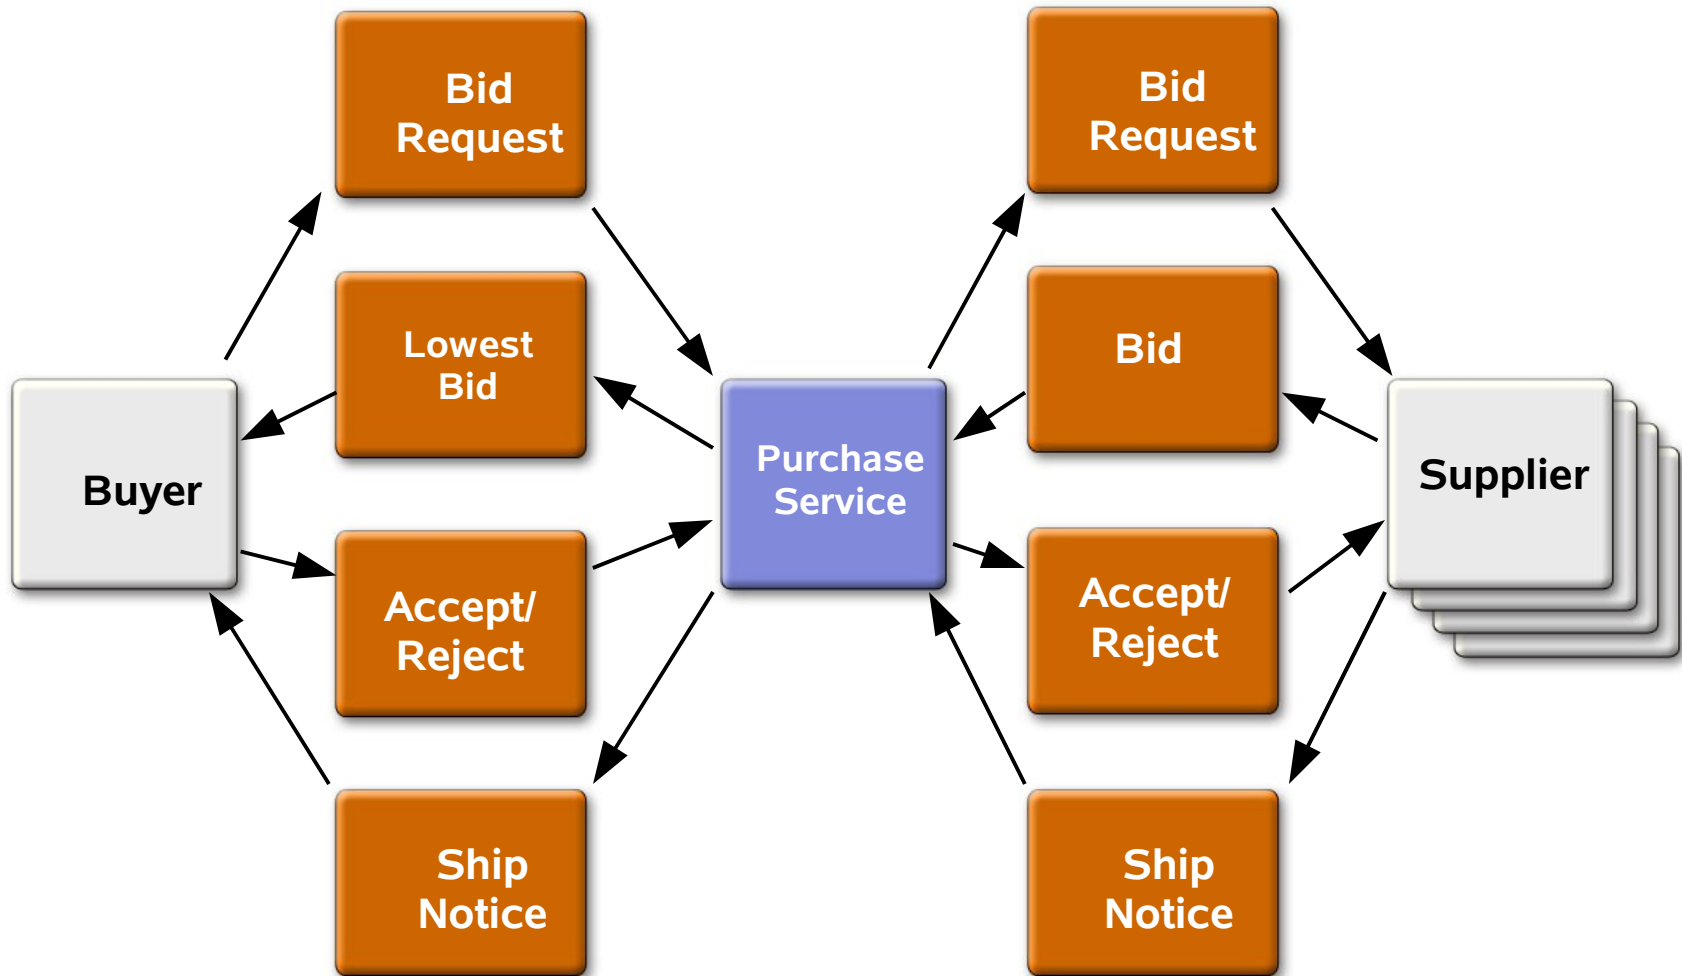 Bid
Request
Bid
Request
Lowest
Bid
Bid
Buyer
Purchase
Service
Supplier
Accept/
Reject
Accept/
Reject
Ship
Notice
Ship
Notice